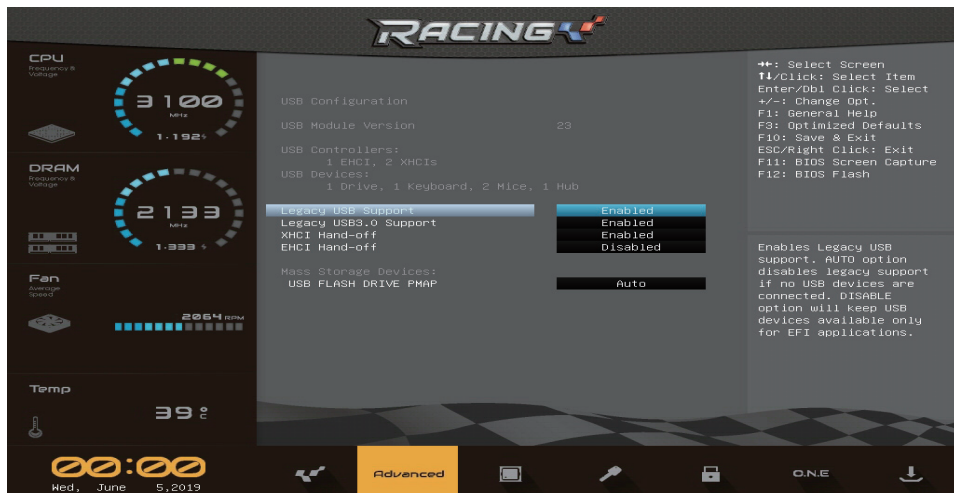 RACING
CPU
Frequency &
Voltage
3100
MHz
1.192v
DRAM
Frequency &
Voltage
2133
MHz
1.333 v
Fan
Average
Speed
2064 RPM
Temp
39 °C
00:00
Wed, June 5,2019
USB Configuration
USB Module Version 23
USB Controllers:
1 EHCI, 2 XHCIs
USB Devices:
1 Drive, 1 Keyboard, 2 Mice, 1 Hub
Legacy USB Support Enabled
Legacy USB3.0 Support Enabled
XHCI Hand-off Enabled
EHCI Hand-off Disabled
Mass Storage Devices:
USB FLASH DRIVE PMAP Auto
→←: Select Screen
↑↓/Click: Select Item
Enter/Dbl Click: Select
+/-: Change Opt.
F1: General Help
F3: Optimized Defaults
F10: Save & Exit
ESC/Right Click: Exit
F11: BIOS Screen Capture
F12: BIOS Flash
Enables Legacy USB
support. AUTO option
disables legacy support
if no USB devices are
connected. DISABLE
option will keep USB
devices available only
for EFI applications.
Advanced
O.N.E